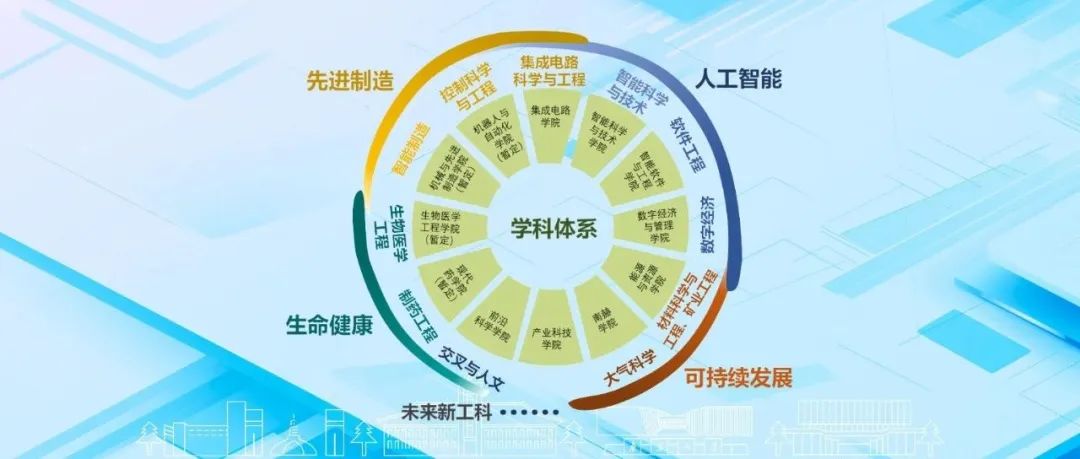 先进制造
控制科学
与工程
集成电路
科学与工程
智能科学
与技术
人工智能
智能制造
软件工程
数字经济
材料科学与
工程、矿业工程
可持续发展
大气科学
生物医学
工程
制药工程
生命健康
交叉与人文
未来新工科 ······
学科体系
集成电路
学院
智能科学
与技术
学院
智能软件
与工程
学院
数字经济
与管理
学院
能源
与资源
学院
南赫
学院
产业科技
学院
前沿
科学学院
现代
药学院
(暂定)
生物医学
工程学院
(暂定)
机械与先进
制造学院
(暂定)
机器人与
自动化
学院
(暂定)